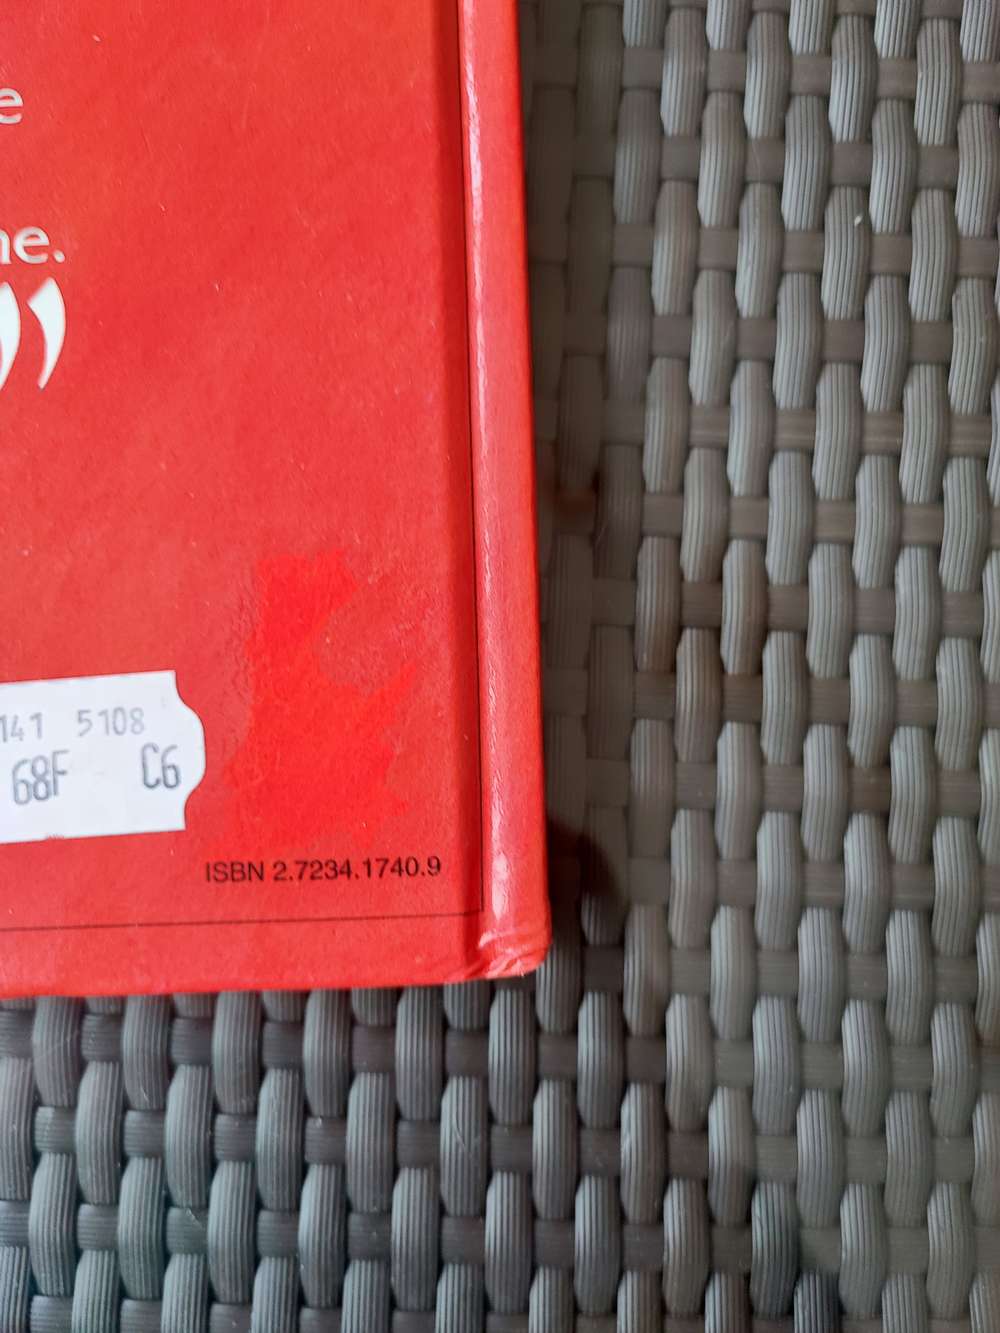 e
ne.
”
141 5108
68F C6
ISBN 2.7234.1740.9